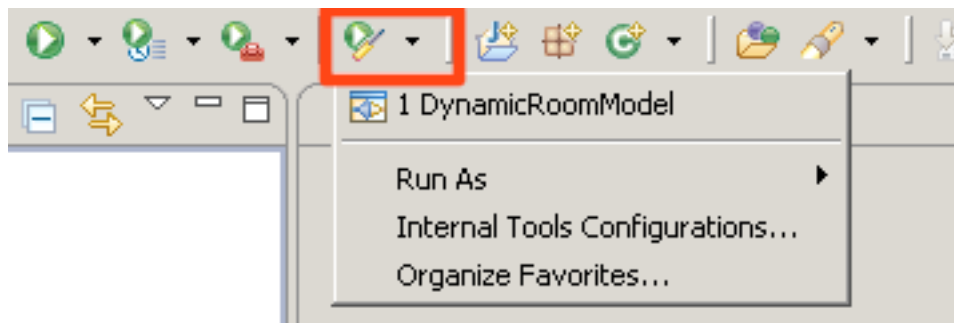 1 DynamicRoomModel
Run As
Internal Tools Configurations...
Organize Favorites...